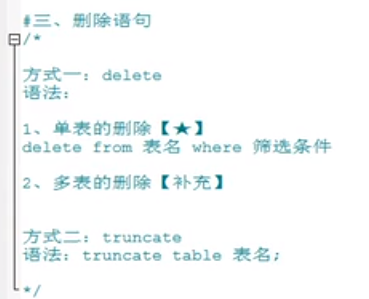 #三、删除语句
/*
方式一：delete
语法：
1、单表的删除【★】
delete from 表名 where 筛选条件
2、多表的删除【补充】
方式二：truncate
语法：truncate table 表名;
*/